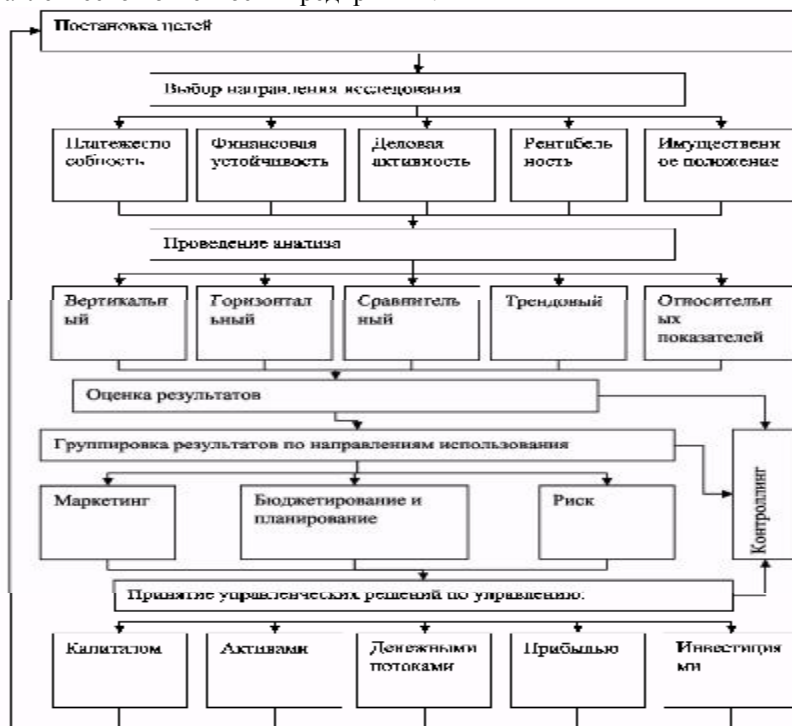 Постановка целей
Выбор направления исследования
Платежеспо
собность
Финансовая
устойчивость
Деловая
активность
Рентабель
ность
Имуществени
ое положение
Проведение анализа
Вертикальн
ый
Горизонтал
ьный
Сравнитель
ный
Трендовый
Относительн
ых
показателей
Оценка результатов
Группировка результатов по направлениям использования
Контроллинг
Маркетинг
Бюджетирование и
планирование
Риск
Принятие управленческих решений по управлению:
Капиталом
Активами
Денежными
потоками
Прибылью
Инвестиция
ми